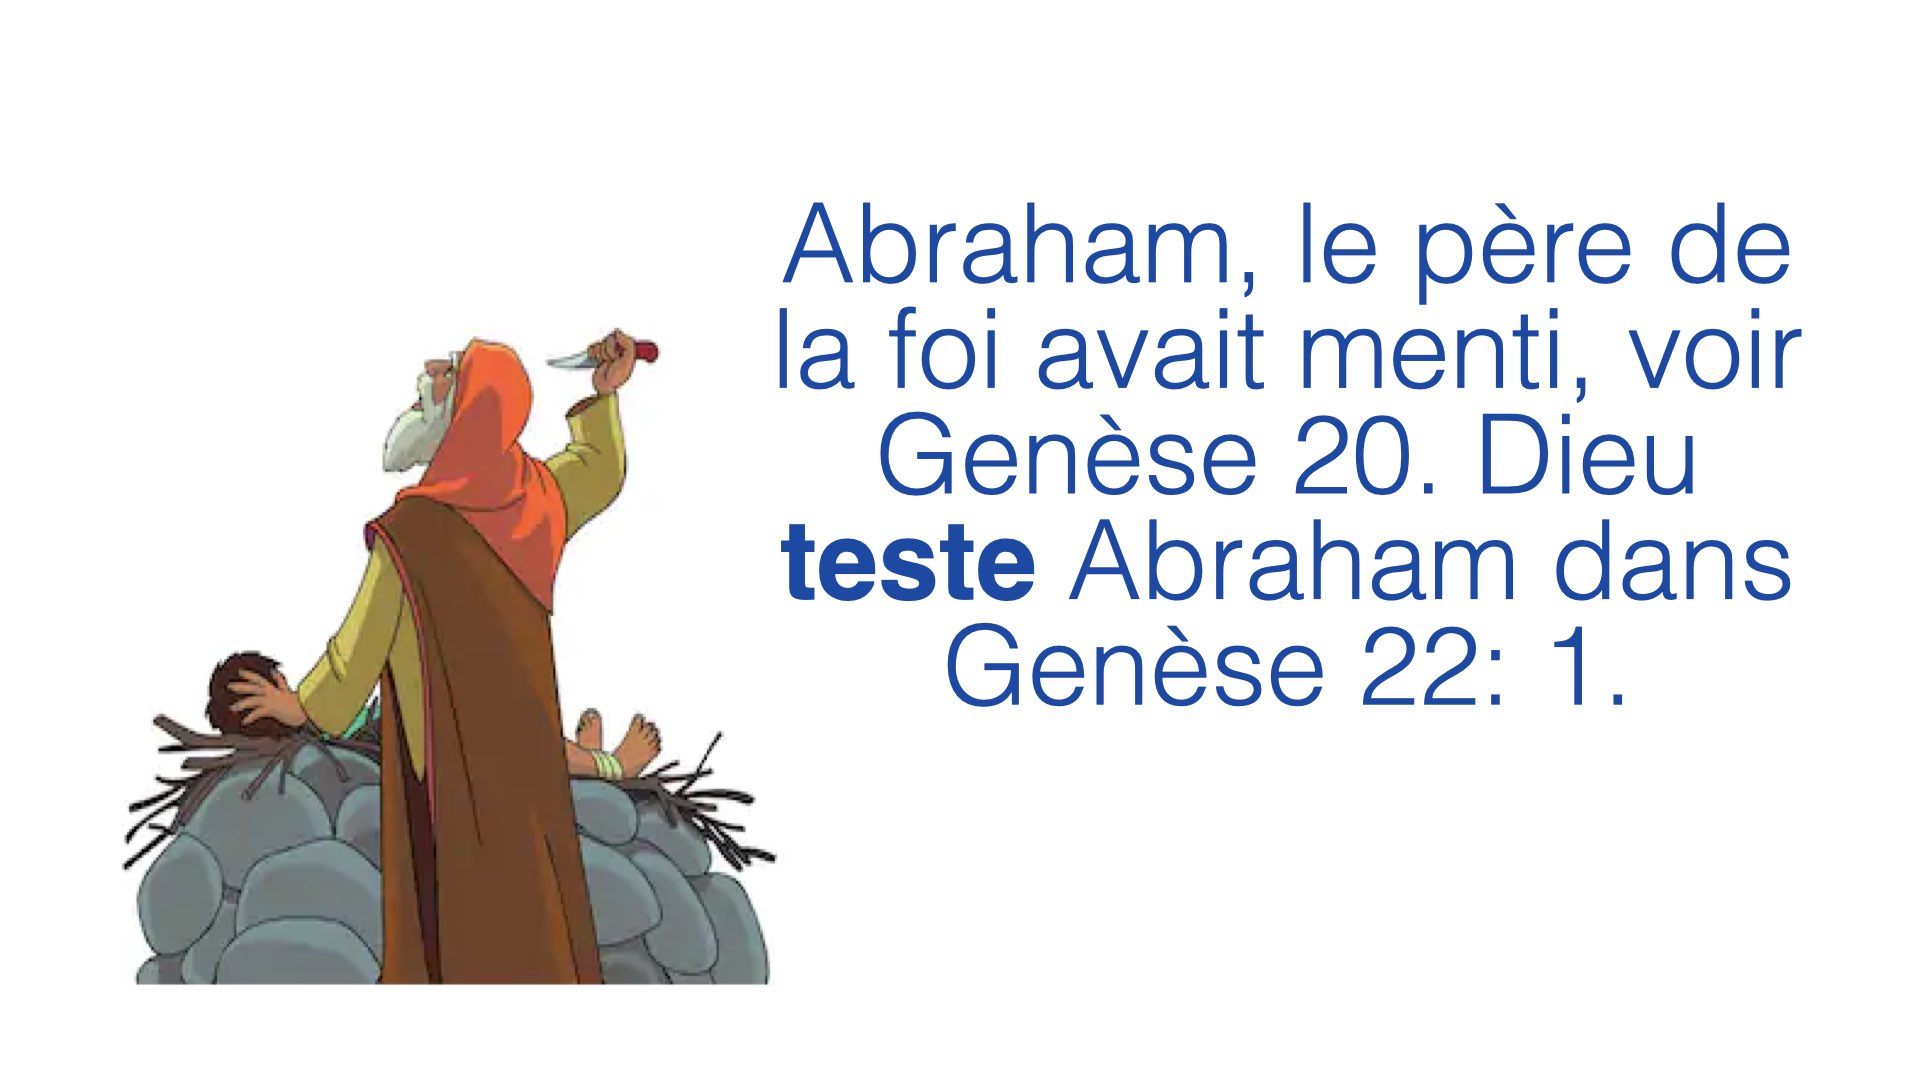 Abraham, le père de
la foi avait menti, voir
Genèse 20. Dieu
teste Abraham dans
Genèse 22: 1.